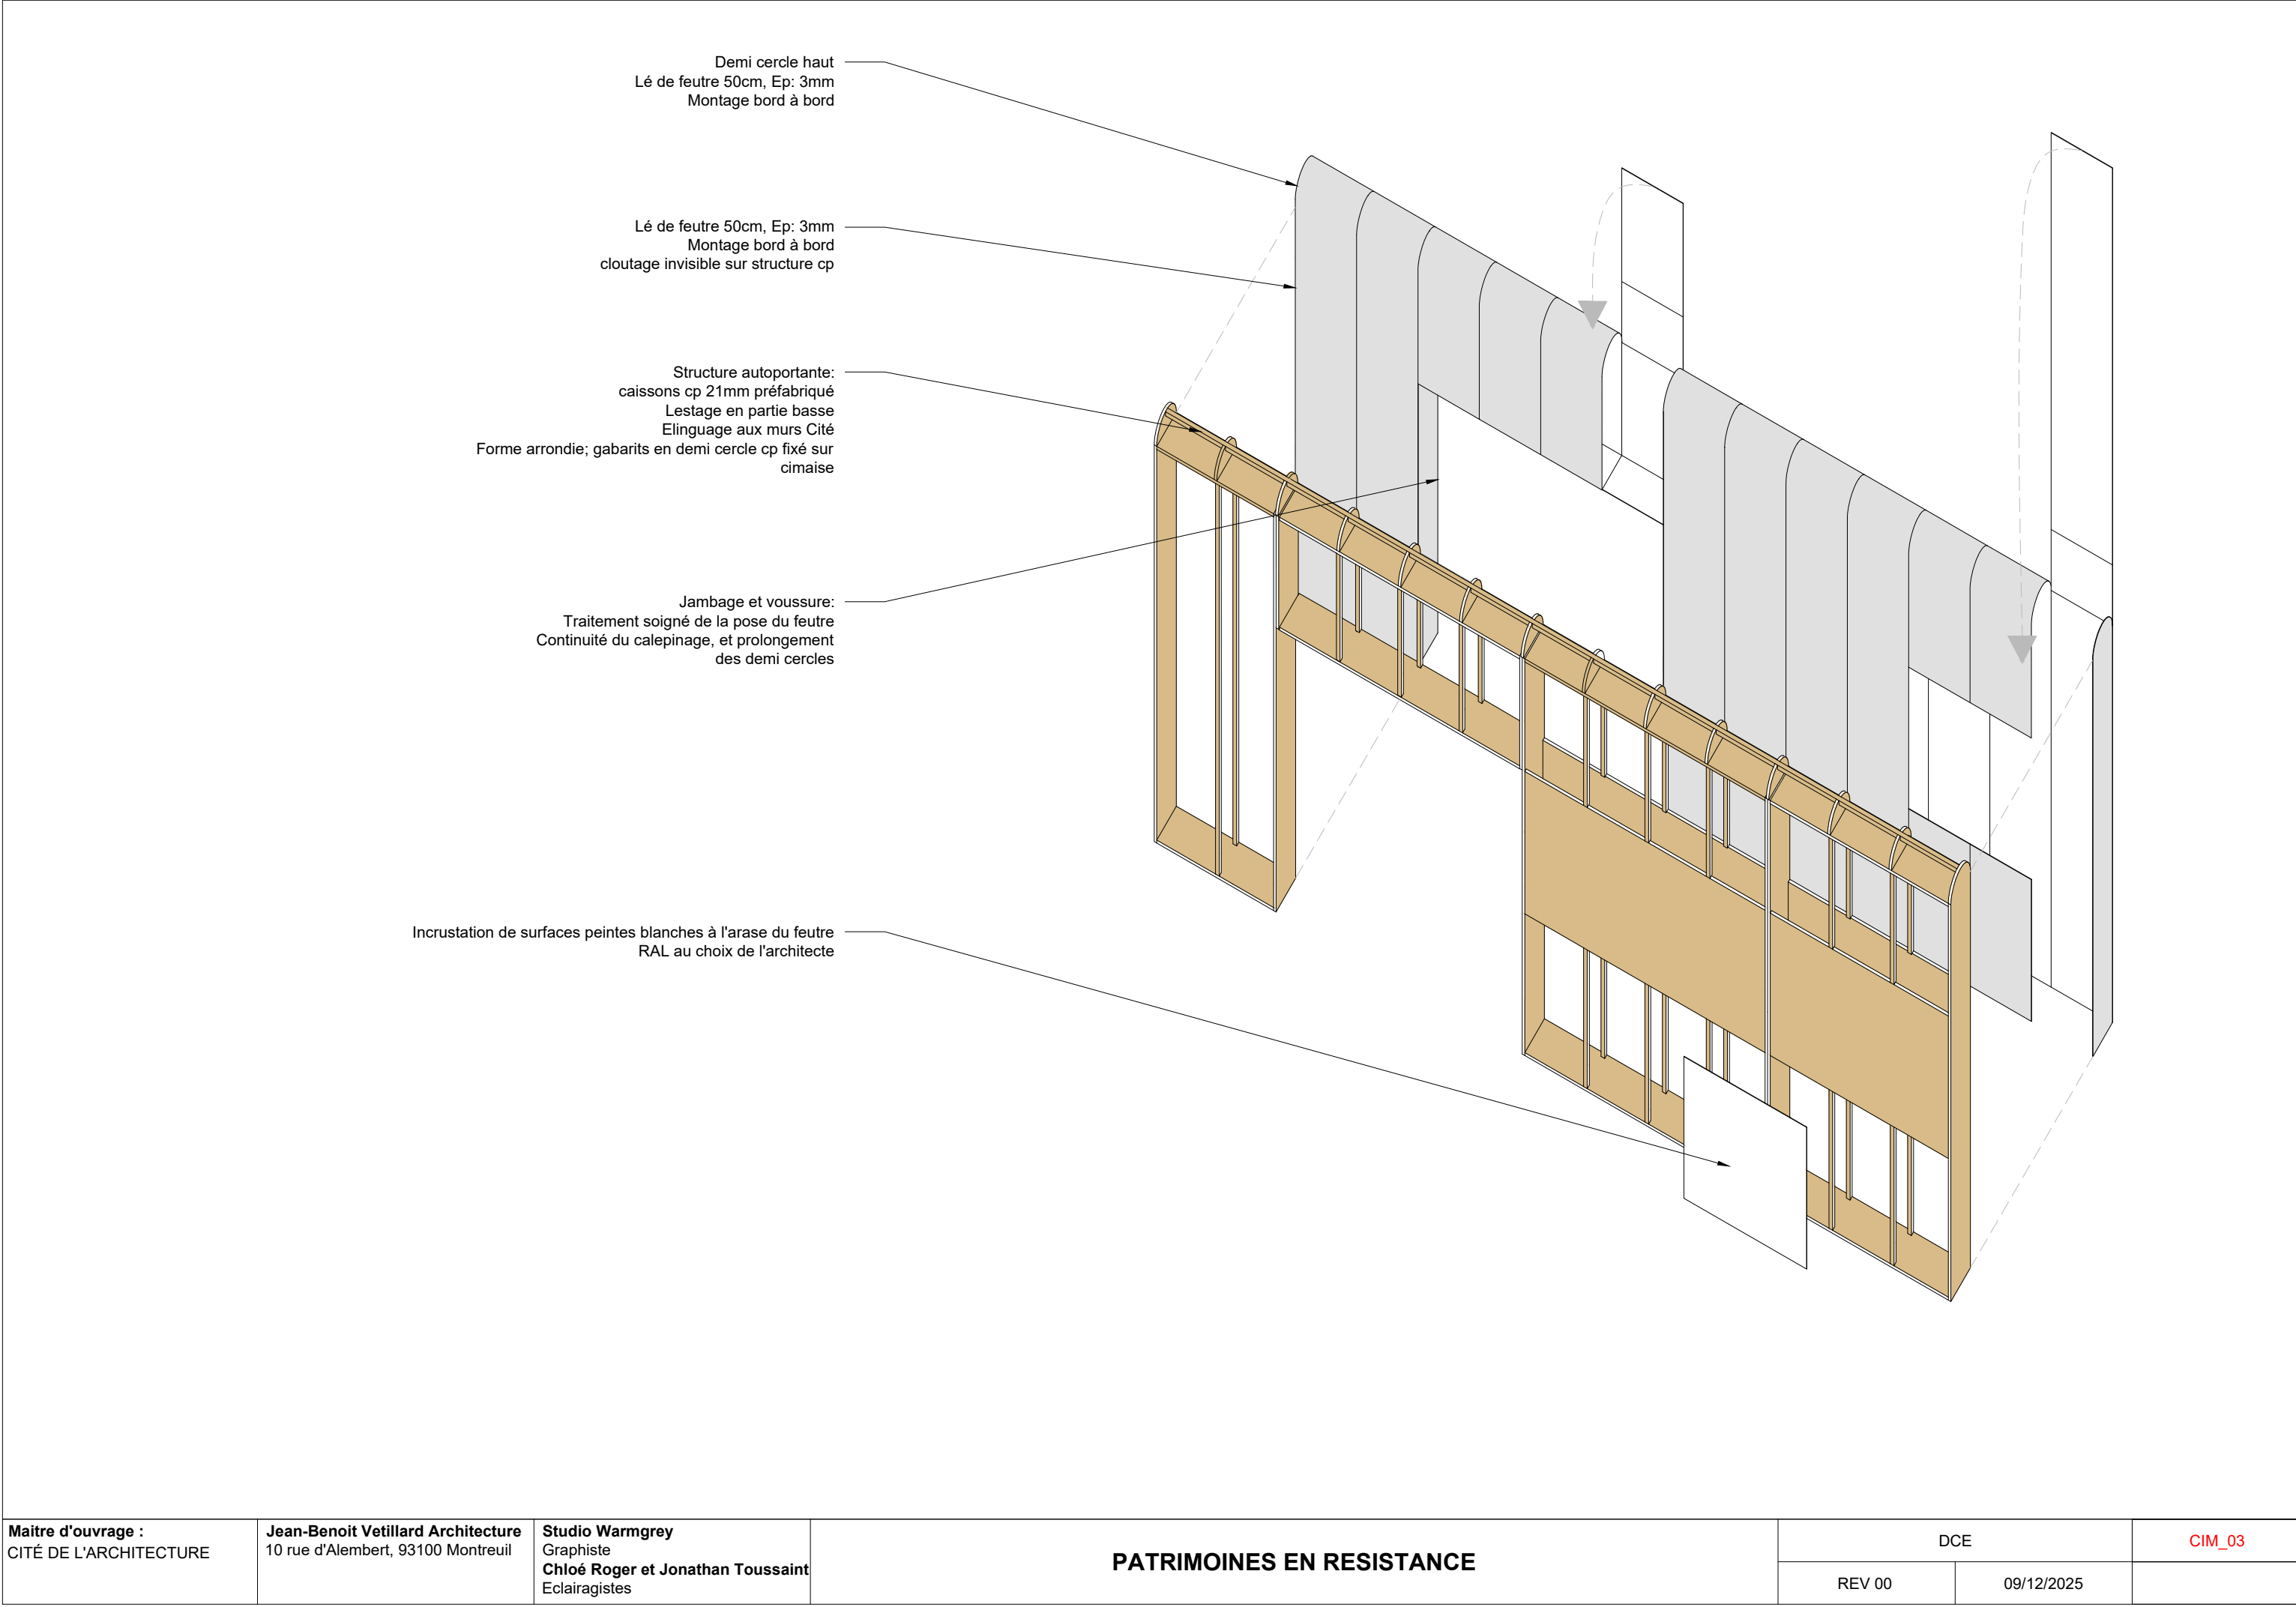 Demi cercle haut
Lé de feutre 50cm, Ep: 3mm
Montage bord à bord
Lé de feutre 50cm, Ep: 3mm
Montage bord à bord
cloutage invisible sur structure cp
Structure autoportante:
caissons cp 21mm préfabriqué
Lestage en partie basse
Elinguage aux murs Cité
Forme arrondie; gabarits en demi cercle cp fixé sur
cimaise
Jambage et voussure:
Traitement soigné de la pose du feutre
Continuité du calepinage, et prolongement
des demi cercles
Incrustation de surfaces peintes blanches à l'arase du feutre
RAL au choix de l'architecte
Maitre d'ouvrage :
CITÉ DE L'ARCHITECTURE
Jean-Benoit Vetillard Architecture
10 rue d'Alembert, 93100 Montreuil
Studio Warmgrey
Graphiste
Chloé Roger et Jonathan Toussaint
Eclairagistes
PATRIMOINES EN RESISTANCE
DCE
CIM_03
REV 00
09/12/2025